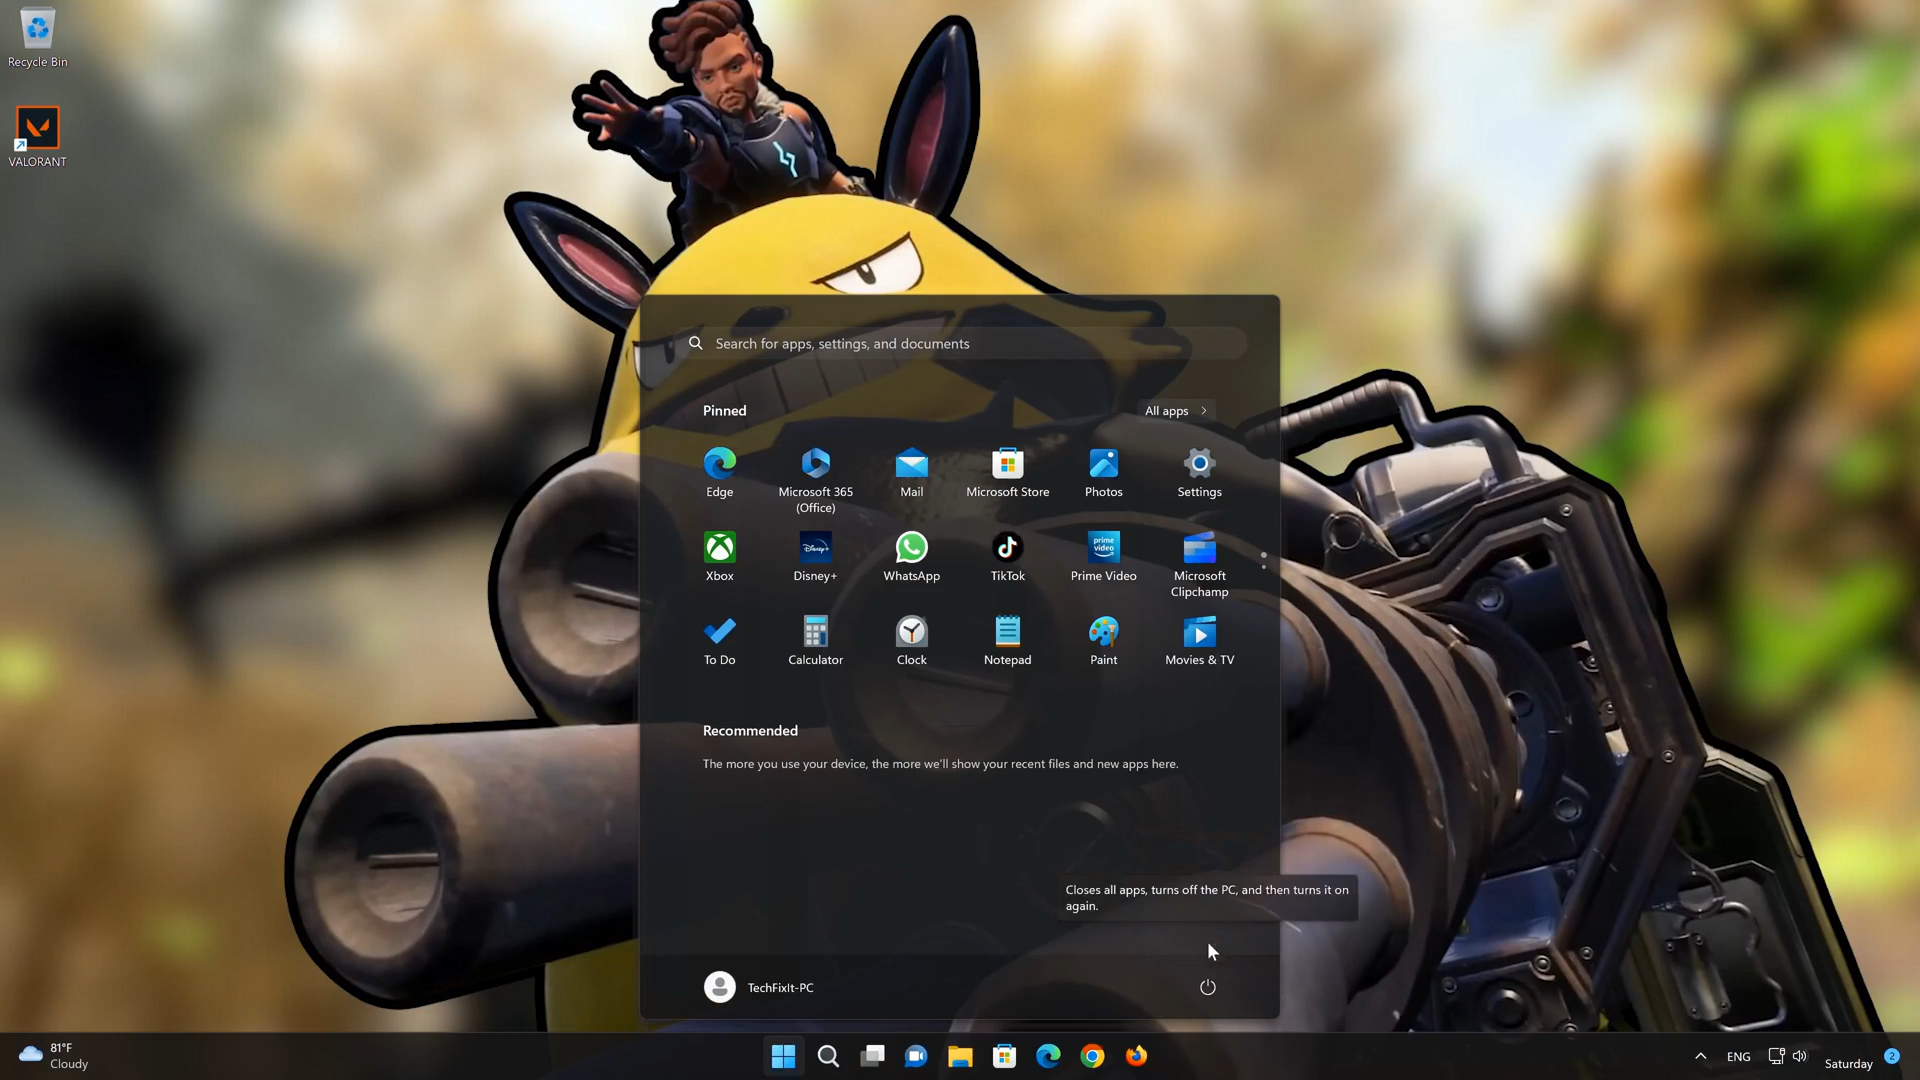 Recycle Bin
VALORANT
Search for apps, settings, and documents
Pinned
All apps
Edge
Microsoft 365
(Office)
Mail
Microsoft Store
Photos
Settings
Xbox
Disney+
Disney+
WhatsApp
TikTok
prime
video
Prime Video
Microsoft
Clipchamp
To Do
Calculator
Clock
Notepad
Paint
Movies & TV
Recommended
The more you use your device, the more we'll show your recent files and new apps here.
Closes all apps, turns off the PC, and then turns it on
again.
TechFixIt-PC
81°F
Cloudy
ENG
Saturday
2